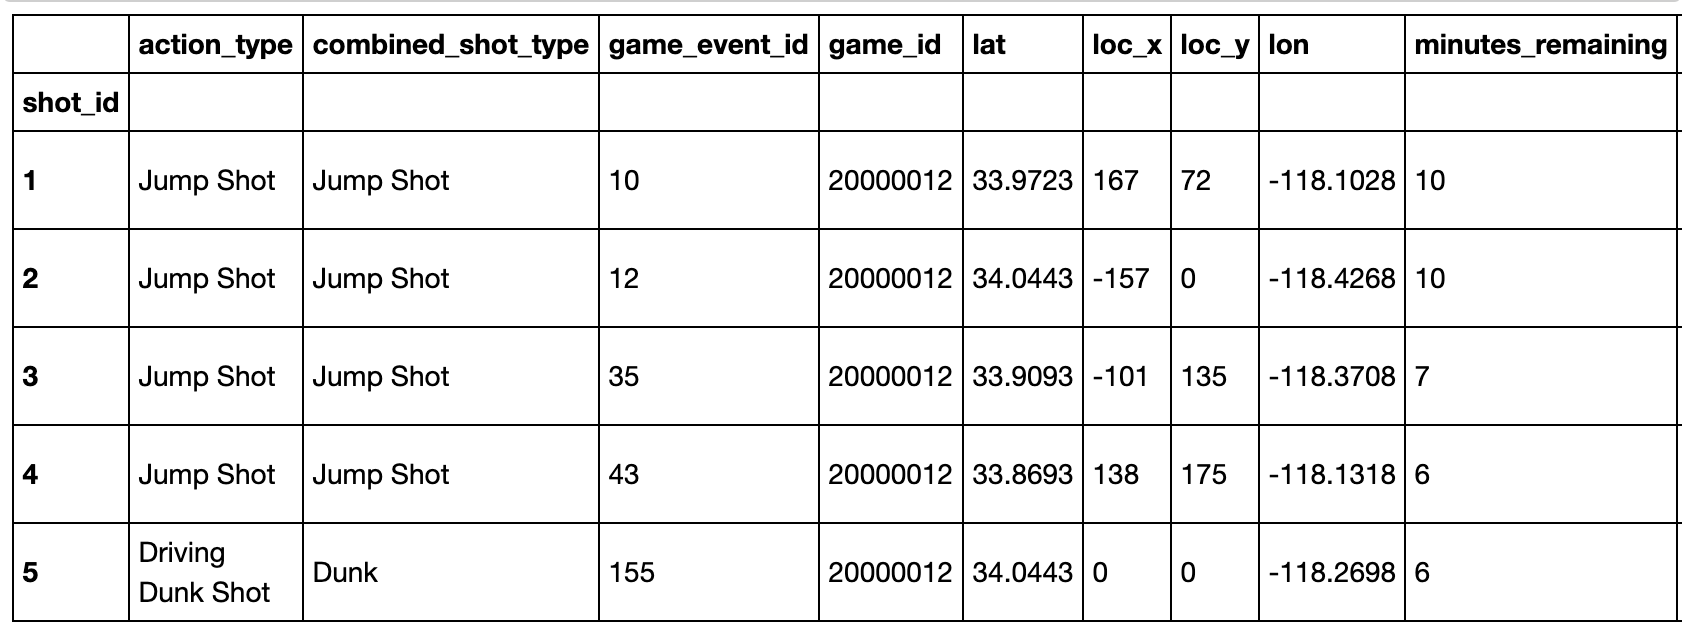 action_type combined_shot_type game_event_id game_id lat loc_x loc_y lon minutes_remaining
shot_id
1 Jump Shot Jump Shot 10 20000012 33.9723 167 72 -118.1028 10
2 Jump Shot Jump Shot 12 20000012 34.0443 -157 0 -118.4268 10
3 Jump Shot Jump Shot 35 20000012 33.9093 -101 135 -118.3708 7
4 Jump Shot Jump Shot 43 20000012 33.8693 138 175 -118.1318 6
5 Driving Dunk Shot Dunk 155 20000012 34.0443 0 0 -118.2698 6